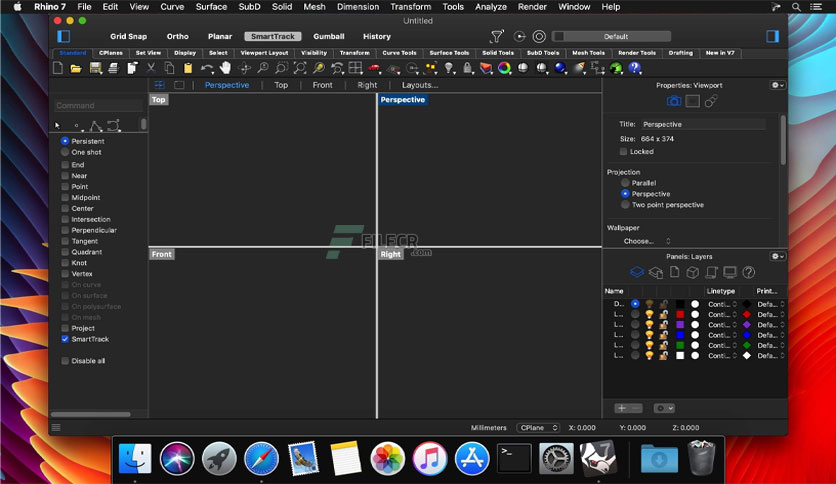 Rhino 7 File Edit View Curve Surface SubD Solid Mesh Dimension Transform Tools Analyze Render Window Help
Untitled
Grid Snap Ortho Planar SmartTrack Gumball History Default
Standard CPlanes Set View Display Select Viewport Layout Visibility Transform Curve Tools Surface Tools Solid Tools SubD Tools Mesh Tools Render Tools Drafting New in V7
Perspective Top Front Right Layouts...
Properties: Viewport
Command
Persistent
One shot
End
Near
Point
Midpoint
Center
Intersection
Perpendicular
Tangent
Quadrant
Knot
Vertex
On curve
On surface
On polysurface
On mesh
Project
SmartTrack
Disable all
Top
Perspective
Front
Right
FILECR
.com
Title: Perspective
Size: 664 x 374
Locked
Projection
Parallel
Perspective
Two point perspective
Wallpaper
Choose...
Panels: Layers
Name Linetype Print...
D... Conti... Defa...
L... Conti... Defa...
L... Conti... Defa...
L... Conti... Defa...
L... Conti... Defa...
L... Conti... Defa...
Millimeters CPlane X: 0.000 Y: 0.000 Z: 0.000